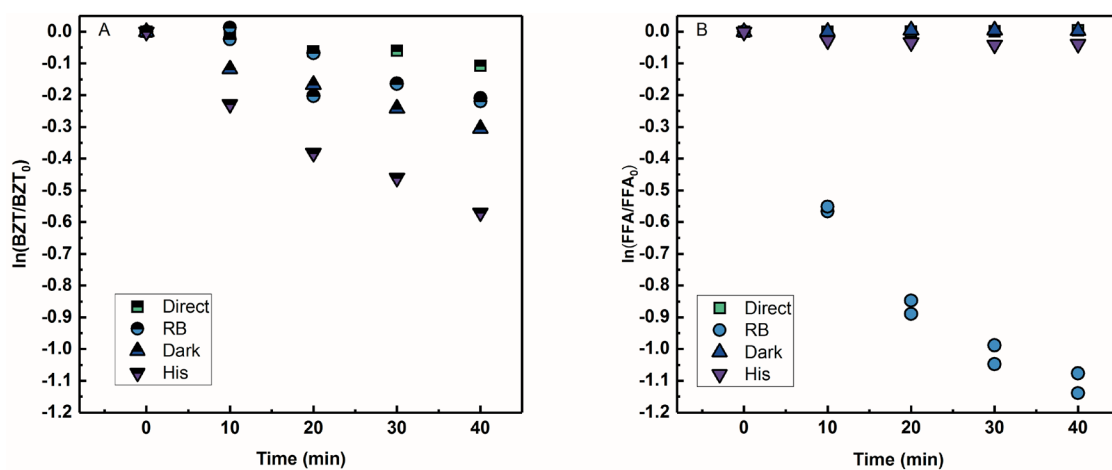 A
ln(BZT/BZT0)
0.0
-0.1
-0.2
-0.3
-0.4
-0.5
-0.6
-0.7
-0.8
-0.9
-1.0
-1.1
-1.2
Direct
RB
Dark
His
0 10 20 30 40
Time (min)
B
ln(FFA/FFA0)
0.0
-0.1
-0.2
-0.3
-0.4
-0.5
-0.6
-0.7
-0.8
-0.9
-1.0
-1.1
-1.2
Direct
RB
Dark
His
0 10 20 30 40
Time (min)